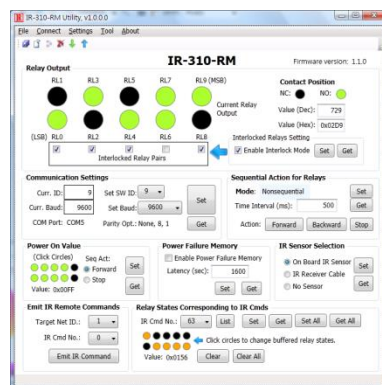 IR-310-RM Utility, v1.0.0.0
File Connect Settings Tool About
IR-310-RM
Firmware version: 1.1.0
Relay Output
RL1 RL3 RL5 RL7 RL9 (MSB)
Current Relay
Output
(LSB) RL0 RL2 RL4 RL6 RL8
Interlocked Relay Pairs
Contact Position
NC: NO:
Value (Dec): 729
Value (Hex): 0x02D9
Interlocked Relays Setting
Enable Interlock Mode Set Get
Communication Settings
Curr. ID: 9 Set SW ID: 9 Set
Curr. Baud: 9600 Set Baud: 9600
COM Port: COM5 Parity Opt.: None, 8, 1 Get
Sequential Action for Relays
Mode: Nonsequential Set
Time Interval (ms): 500 Get
Action: Forward Backward Stop
Power On Value
(Click Circles) Seq Act:
Forward Set
Stop
Value: 0x00FF Get
Power Failure Memory
Enable Power Failure Memory
Latency (sec): 1600
Set Get
IR Sensor Selection
On Board IR Sensor Set
IR Receiver Cable
No Sensor Get
Emit IR Remote Commands
Target Net ID.: 1
IR Cmd No.: 0
Emit IR Command
Relay States Corresponding to IR Cmds
IR Cmd No.: 63 List Set Get Set All Get All
Click circles to change buffered relay states.
Value: 0x0156 Clear Clear All